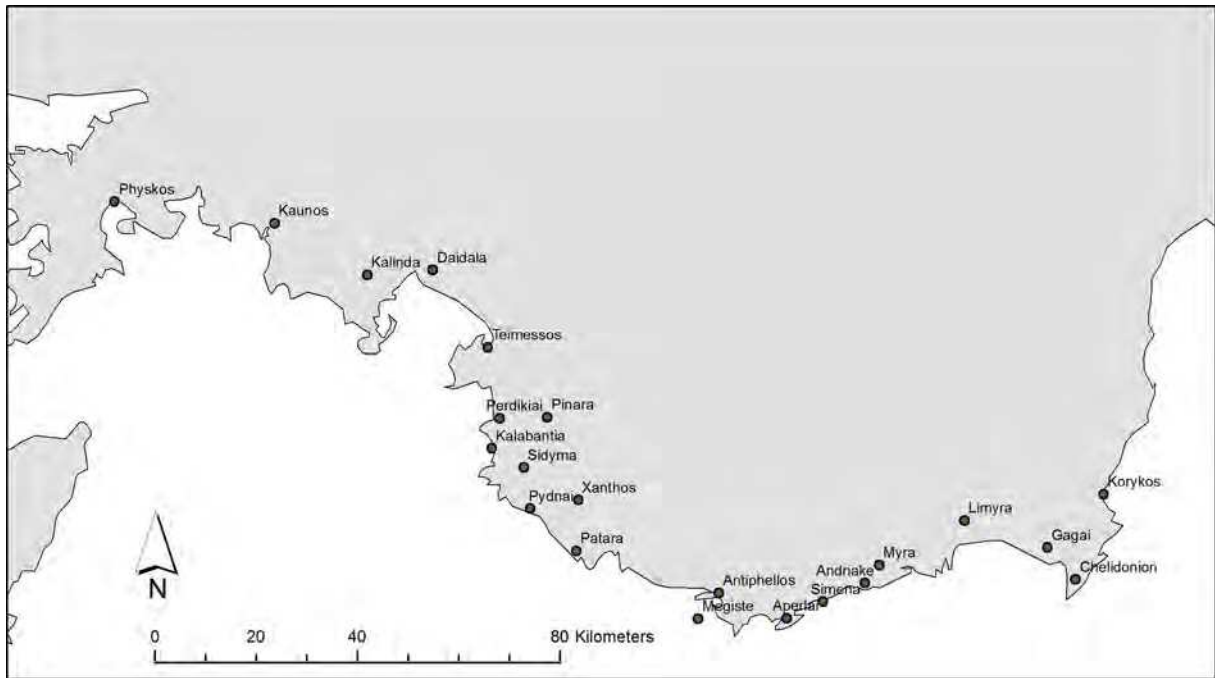 Physkos
Kaunos
Kalinda
Daidala
Telmessos
Perdikiai
Pinara
Kalabantia
Sidyma
Pydnai
Xanthos
Korykos
Limyra
Patara
Gagai
Myra
Andnake
Chelidonion
Antiphellos
Simena
Megiste
Aperlai
N
0 20 40 80 Kilometers